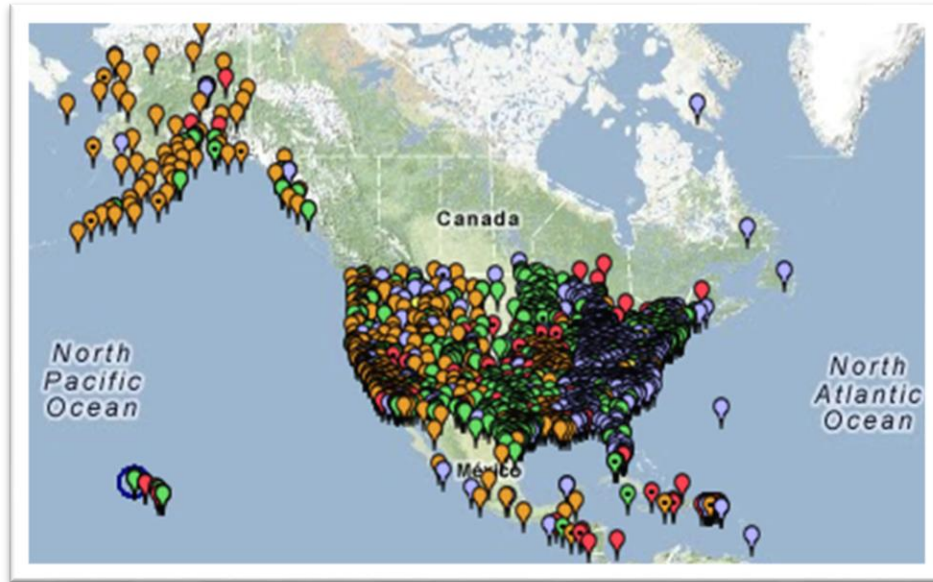 Canada
North
Pacific
Ocean
North
Atlantic
Ocean
México